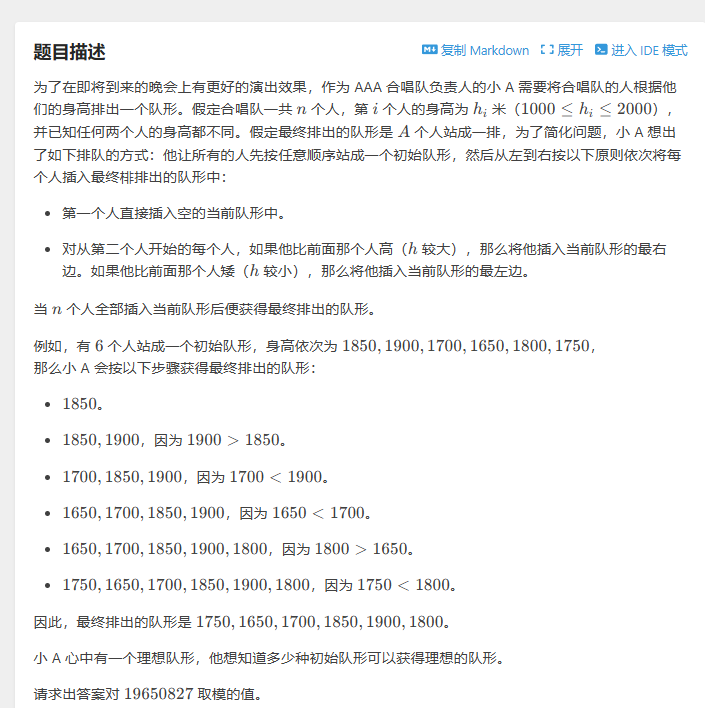 题目描述
复制 Markdown 展开 进入 IDE 模式
为了在即将到来的晚会上有更好的演出效果，作为 AAA 合唱队负责人的小 A 需要将合唱队的人根据他
们的身高排出一个队形。假定合唱队一共 n 个人，第 i 个人的身高为 h_i 米（1000 ≤ h_i ≤ 2000），
并已知任何两个人的身高都不同。假定最终排出的队形是 A 个人站成一排，为了简化问题，小 A 想出
了如下排队的方式：他让所有的人先按任意顺序站成一个初始队形，然后从左到右按以下原则依次将每
个人插入最终棑排出的队形中：
第一个人直接插入空的当前队形中。
对从第二个人开始的每个人，如果他比前面那个人高（h 较大），那么将他插入当前队形的最右
边。如果他比前面那个人矮（h 较小），那么将他插入当前队形的最左边。
当 n 个人全部插入当前队形后便获得最终排出的队形。
例如，有 6 个人站成一个初始队形，身高依次为 1850, 1900, 1700, 1650, 1800, 1750，
那么小 A 会按以下步骤获得最终排出的队形：
1850。
1850, 1900，因为 1900 > 1850。
1700, 1850, 1900，因为 1700 < 1900。
1650, 1700, 1850, 1900，因为 1650 < 1700。
1650, 1700, 1850, 1900, 1800，因为 1800 > 1650。
1750, 1650, 1700, 1850, 1900, 1800，因为 1750 < 1800。
因此，最终排出的队形是 1750, 1650, 1700, 1850, 1900, 1800。
小 A 心中有一个理想队形，他想知道多少种初始队形可以获得理想的队形。
请求出答案对 19650827 取模的值。